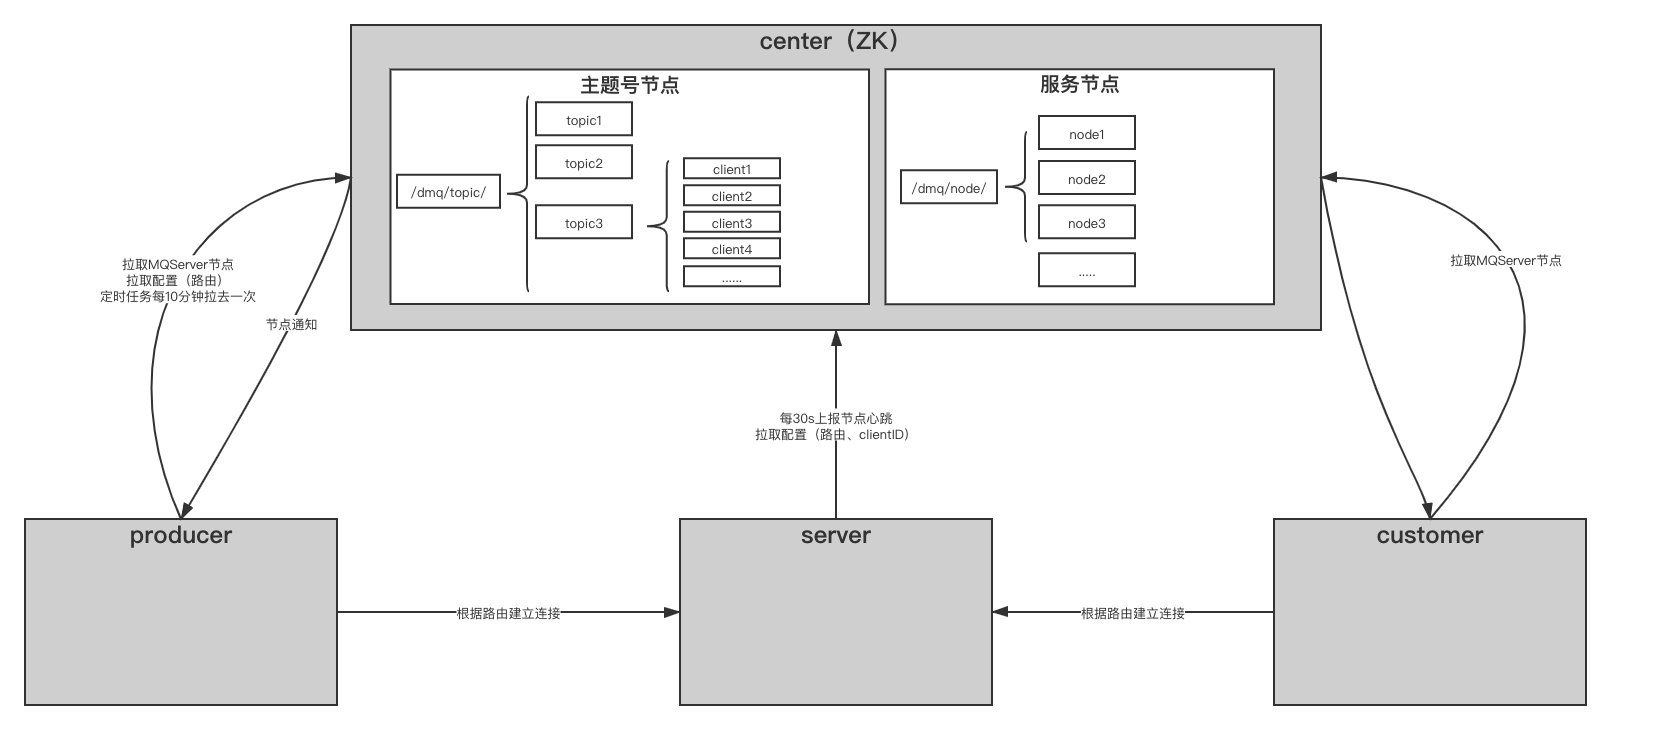 center（ZK）
主题号节点
服务节点
topic1
topic2
topic3
/dmq/topic/
client1
client2
client3
client4
......
/dmq/node/
node1
node2
node3
.....
拉取MQServer节点
拉取配置（路由）
定时任务每10分钟拉去一次
节点通知
拉取MQServer节点
每30s上报节点心跳
拉取配置（路由、clientID）
producer
server
customer
根据路由建立连接
根据路由建立连接